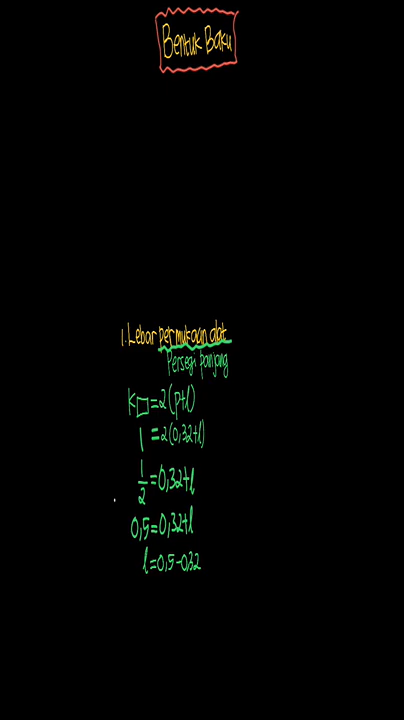 Bentuk Baku
1. Lebar permukaan alat
Persegi panjang
K▭=2(p+l)
1=2(0,32+l)
1/2=0,32+l
0,5=0,32+l
l=0,5-0,32